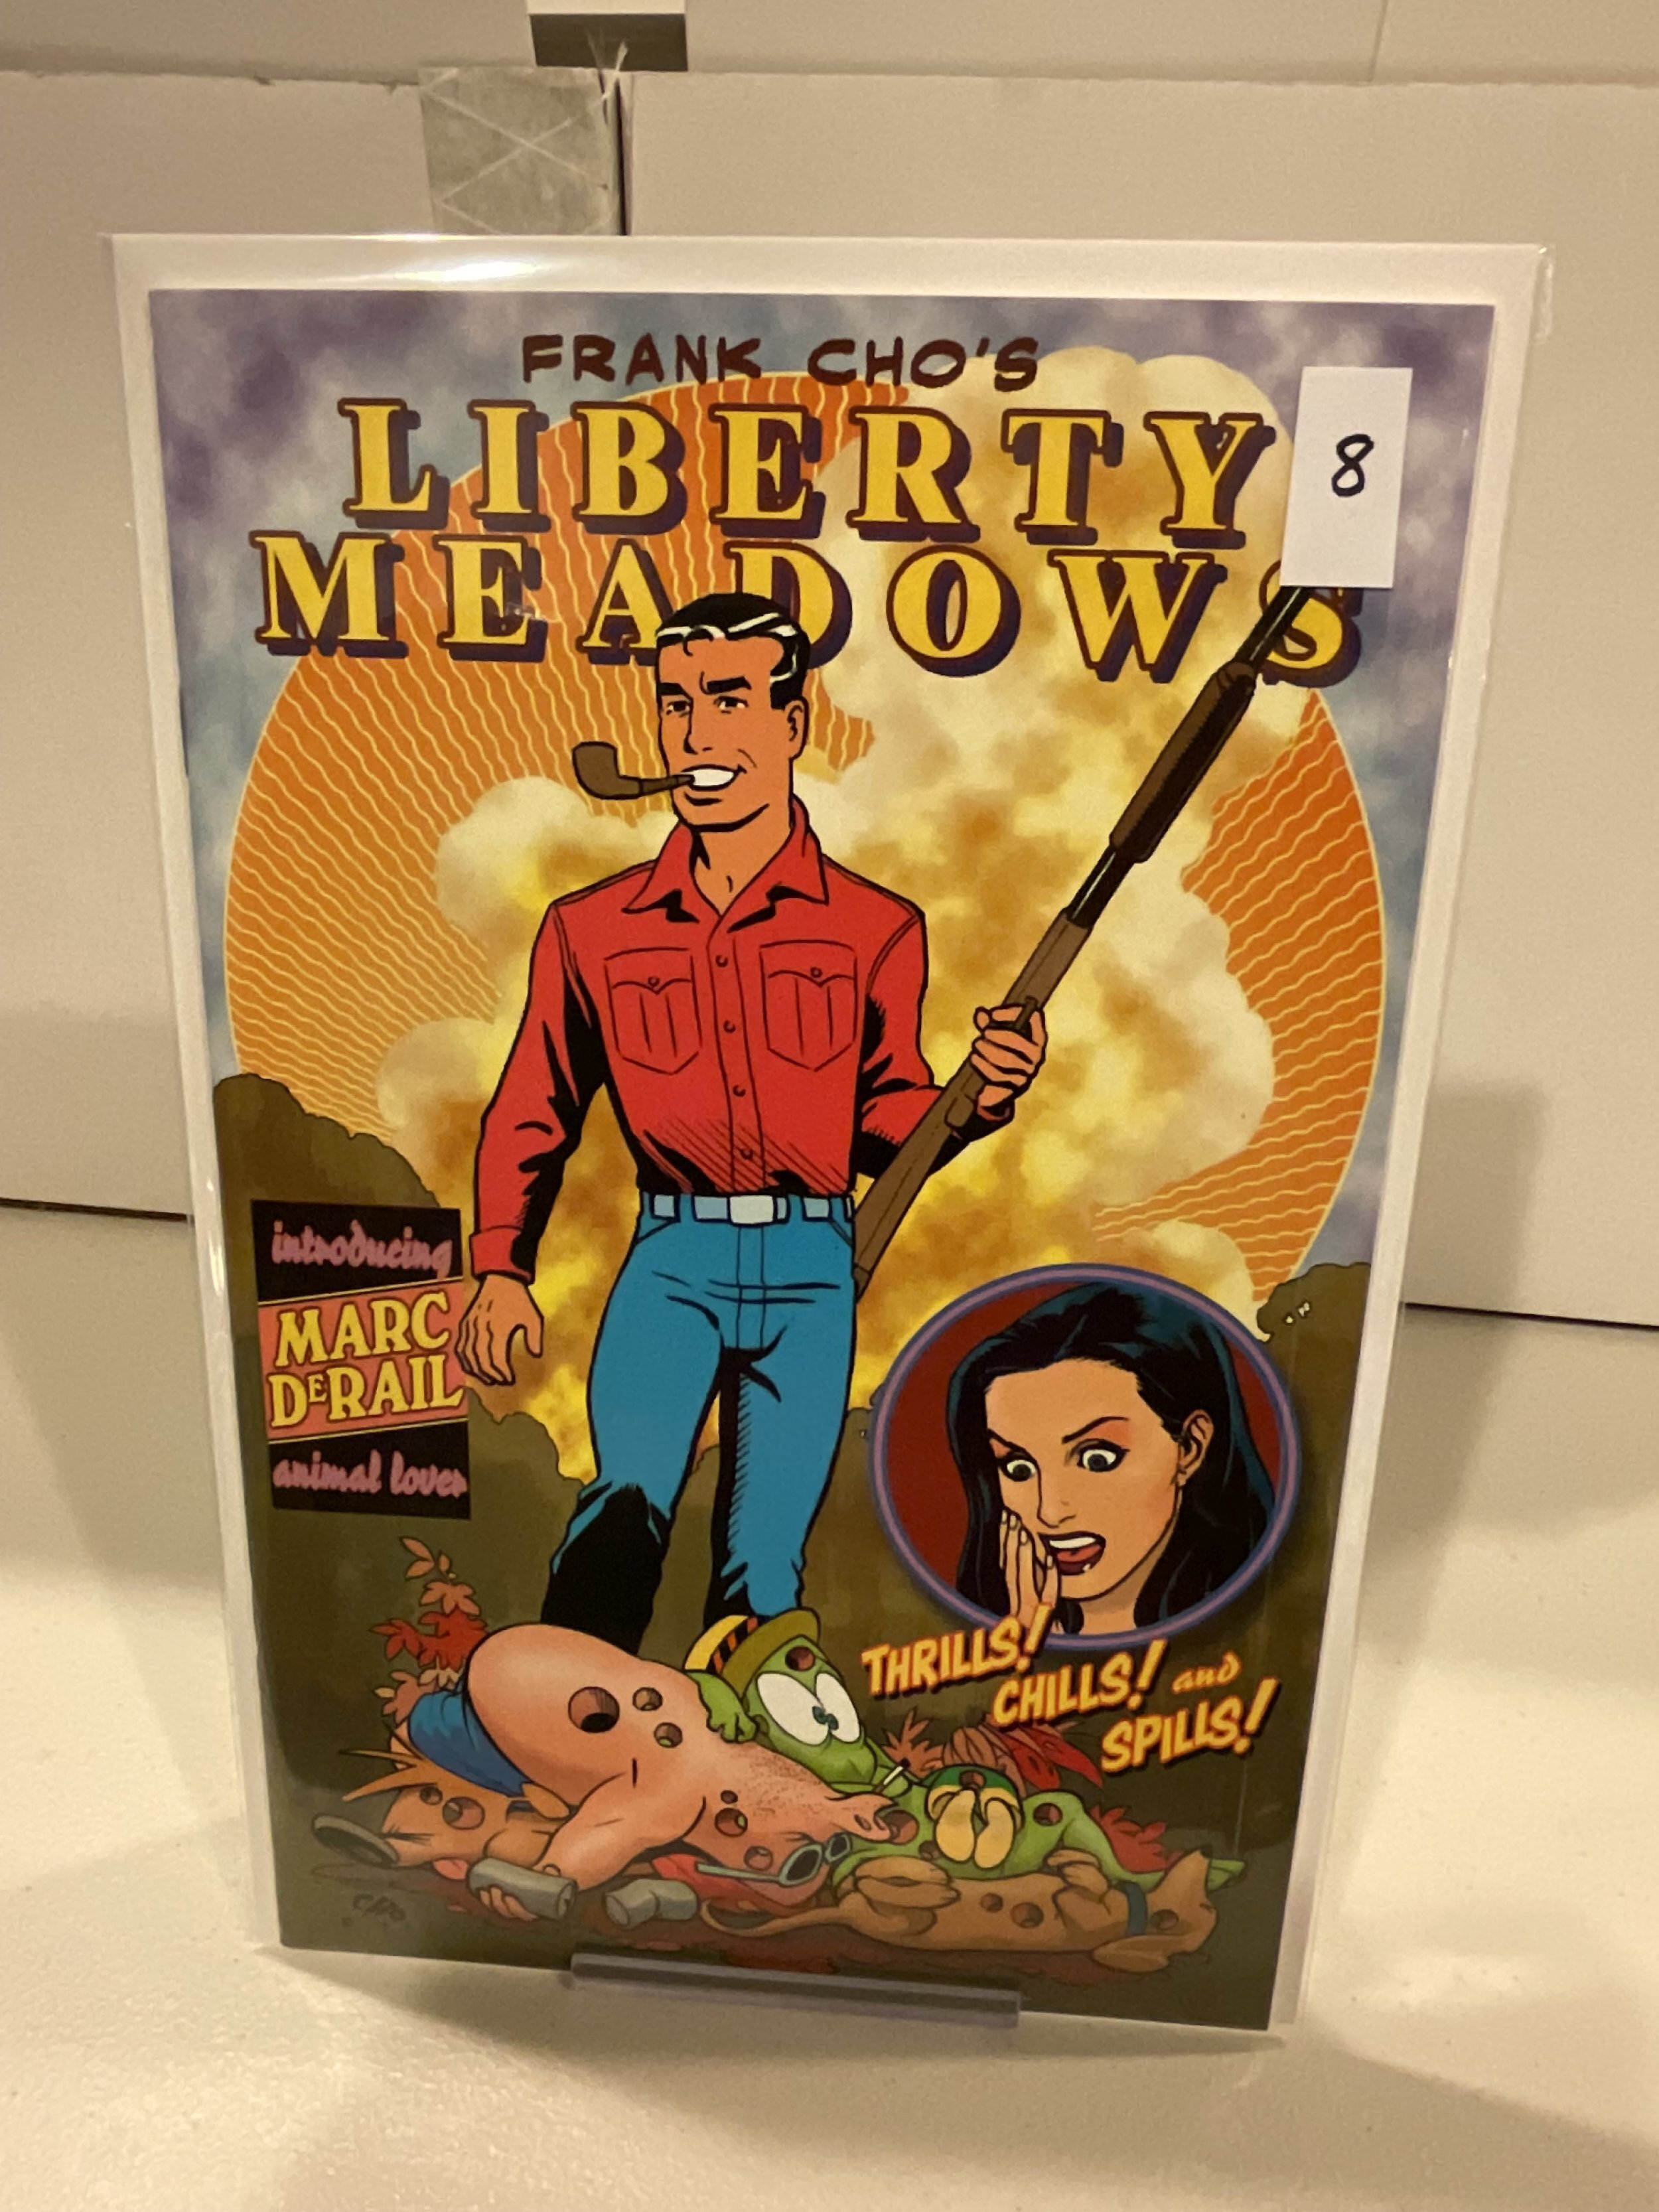 FRANK CHO'S
LIBERTY
MEADOWS
8
introducing
MARC
DeRAIL
animal lover
THRILLS!
CHILLS! and
SPILLS!
CHO